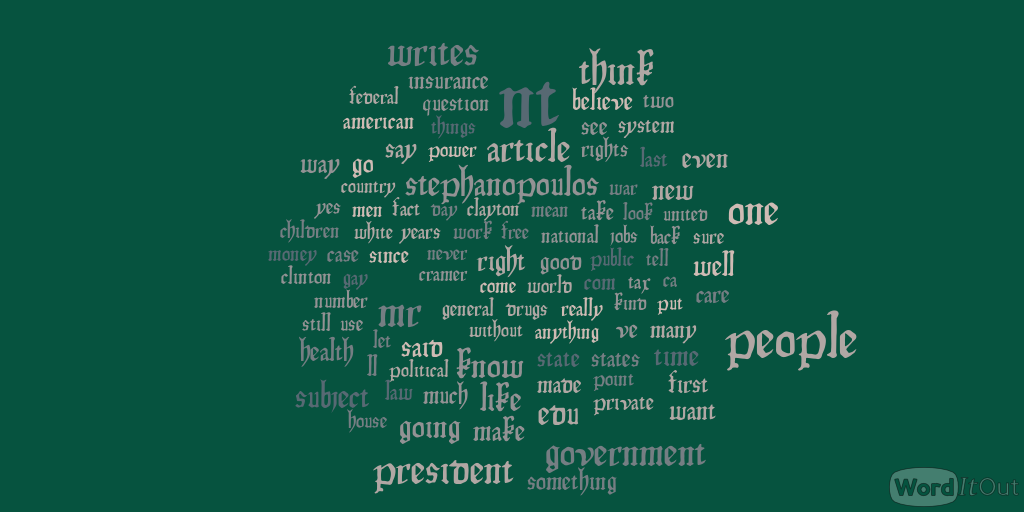 writes think
insurance nt
federal question believe two
american things see system
say power article rights last even
way go
country stephanopoulos war new
yes men fact day clayton mean take look united one
children white years work free national jobs back sure
money case since never right good public tell well
clinton gay cramer come world com tax ca
number mr general drugs really kind put care
still use without anything ve many
health let said people
ll political know state states time
subject law much like made point first
house edu private want
going make
president government
something
WordItOut